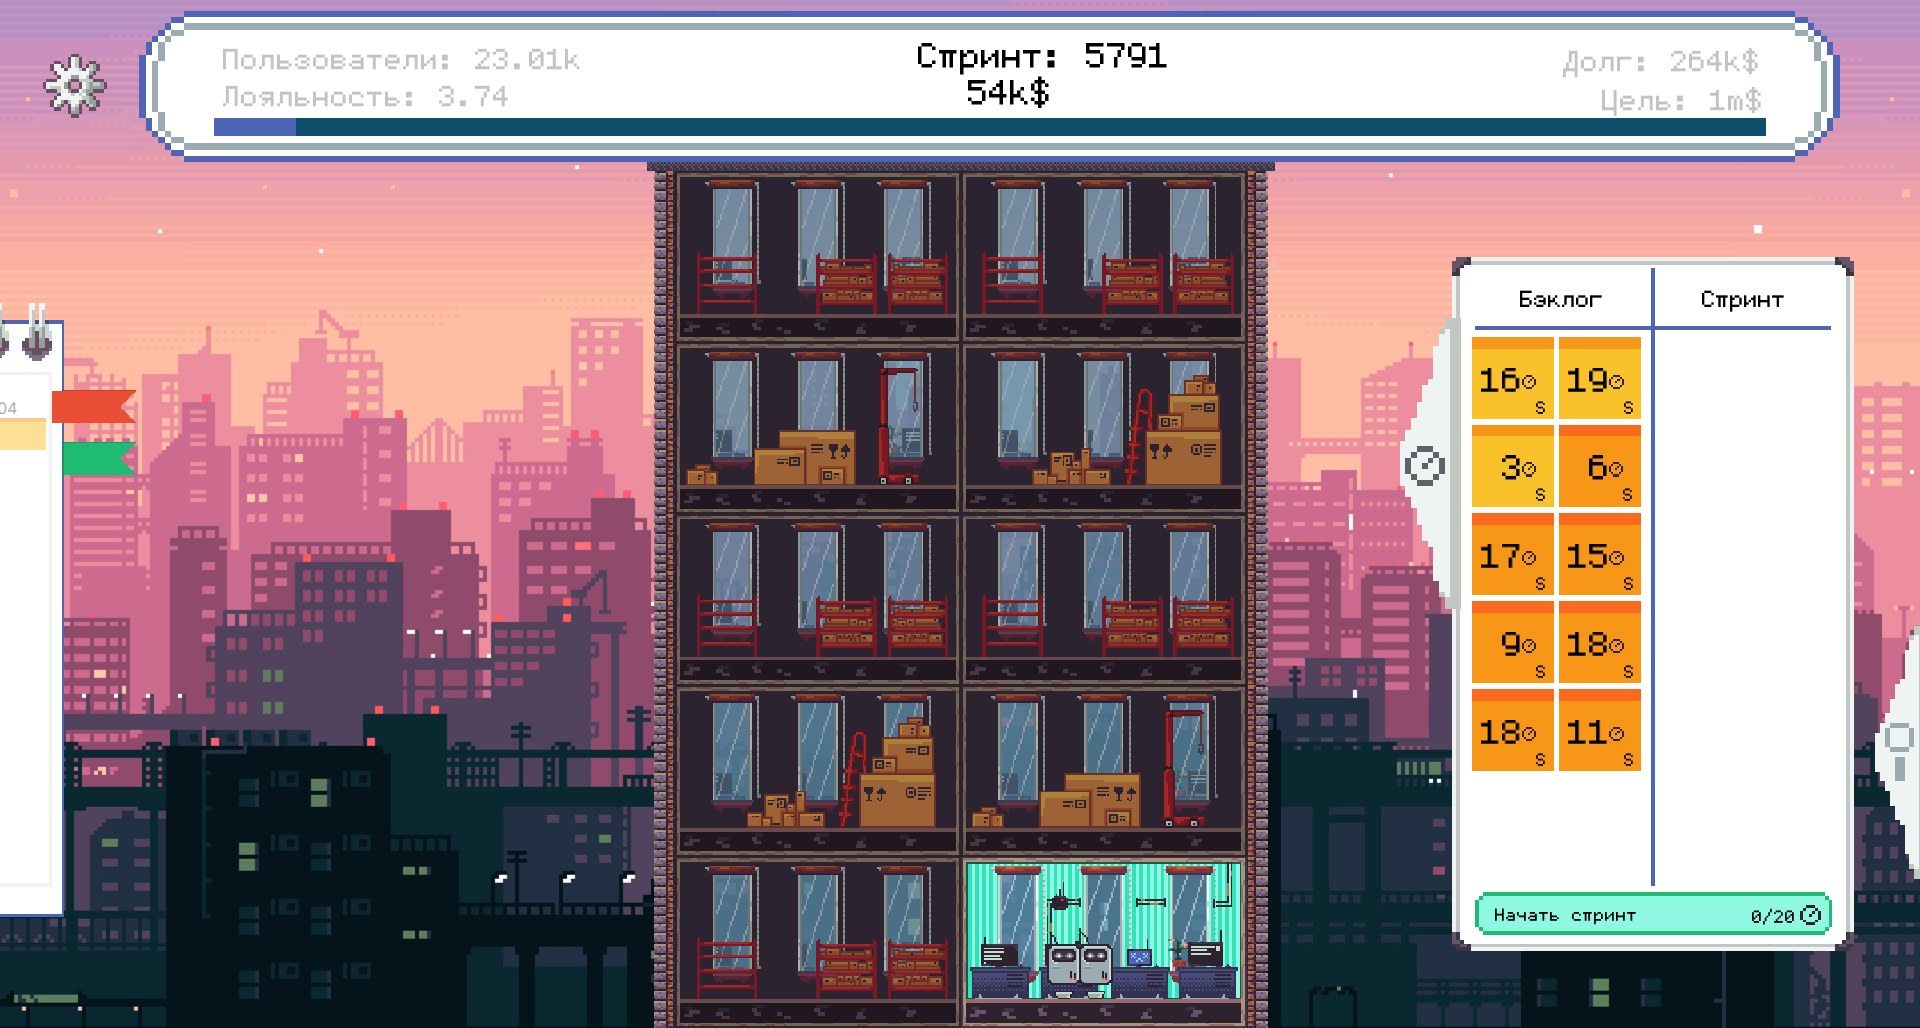 Пользователи: 23.01k
Лояльность: 3.74
Спринт: 5791
54k$
Долг: 264k$
Цель: 1m$
04
Бэклог
Спринт
16 S
19 S
3 S
6 S
17 S
15 S
9 S
18 S
18 S
11 S
Начать спринт 0/20